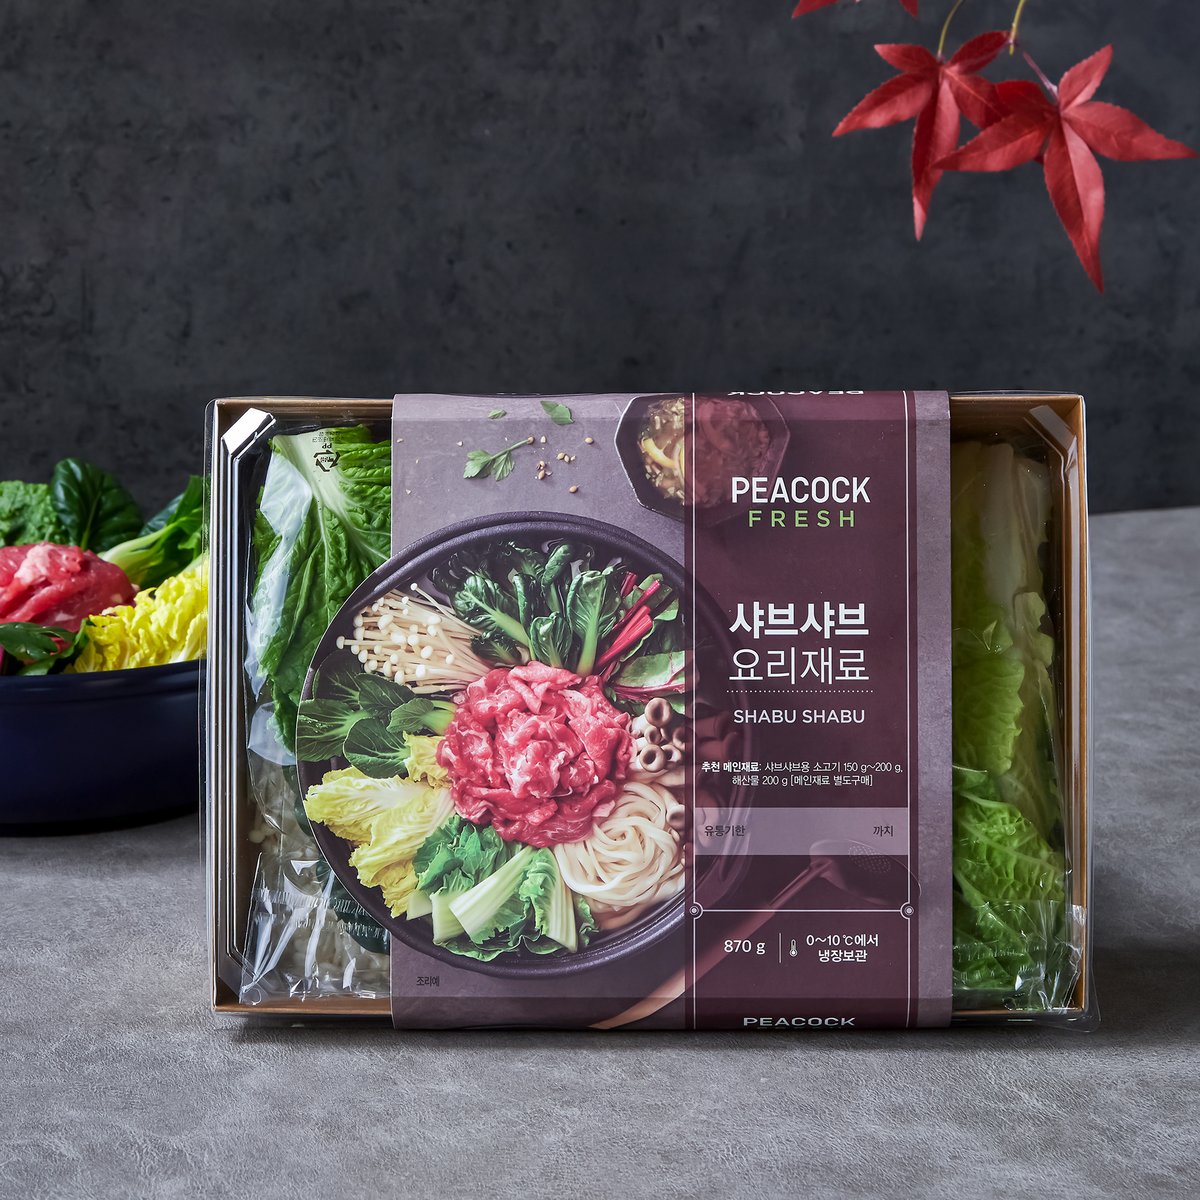 PEACOCK
PP
PEACOCK
FRESH
샤브샤브
요리재료
SHABU SHABU
추천 메인재료: 샤브샤브용 소고기 150 g~200 g,
해산물 200 g [메인재료 별도구매]
유통기한 까지
870 g
0~10℃에서
냉장보관
조리예
PEACOCK